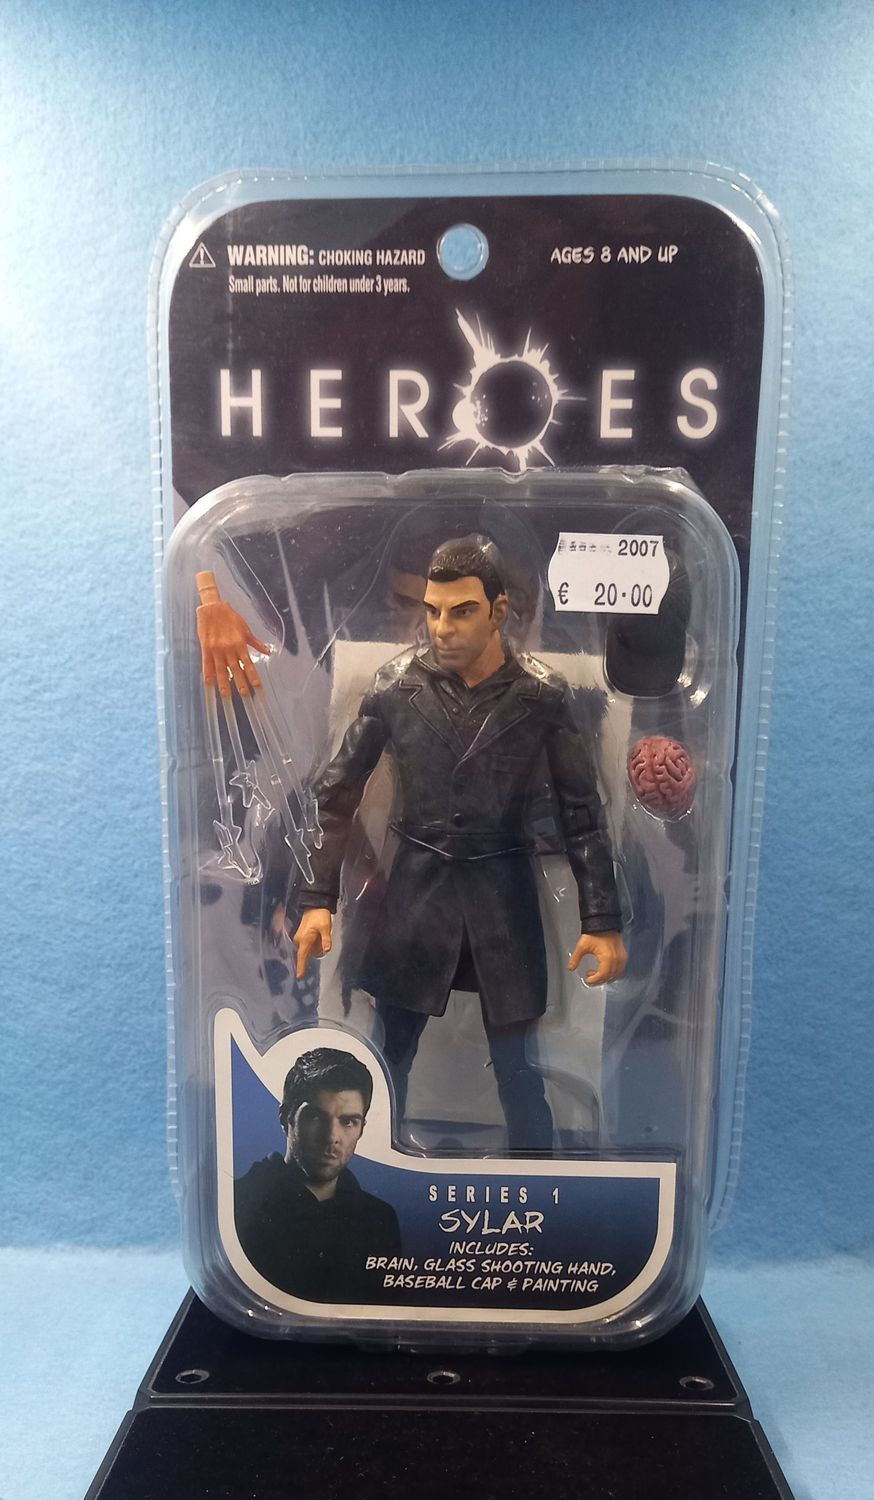 WARNING: CHOKING HAZARD
Small parts. Not for children under 3 years.
AGES 8 AND UP
HEROES
2007
€ 20.00
SERIES 1
SYLAR
INCLUDES:
BRAIN, GLASS SHOOTING HAND,
BASEBALL CAP & PAINTING